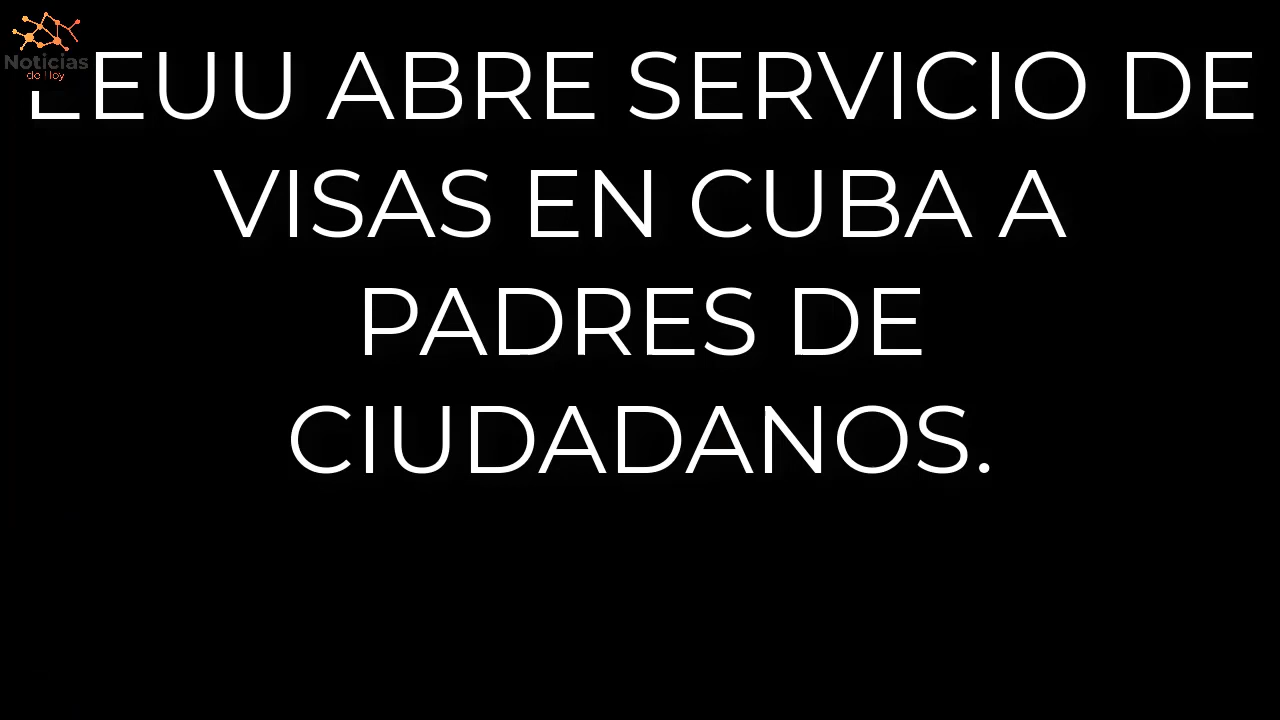 Noticias
de Hoy
EEUU ABRE SERVICIO DE
VISAS EN CUBA A
PADRES DE
CIUDADANOS.